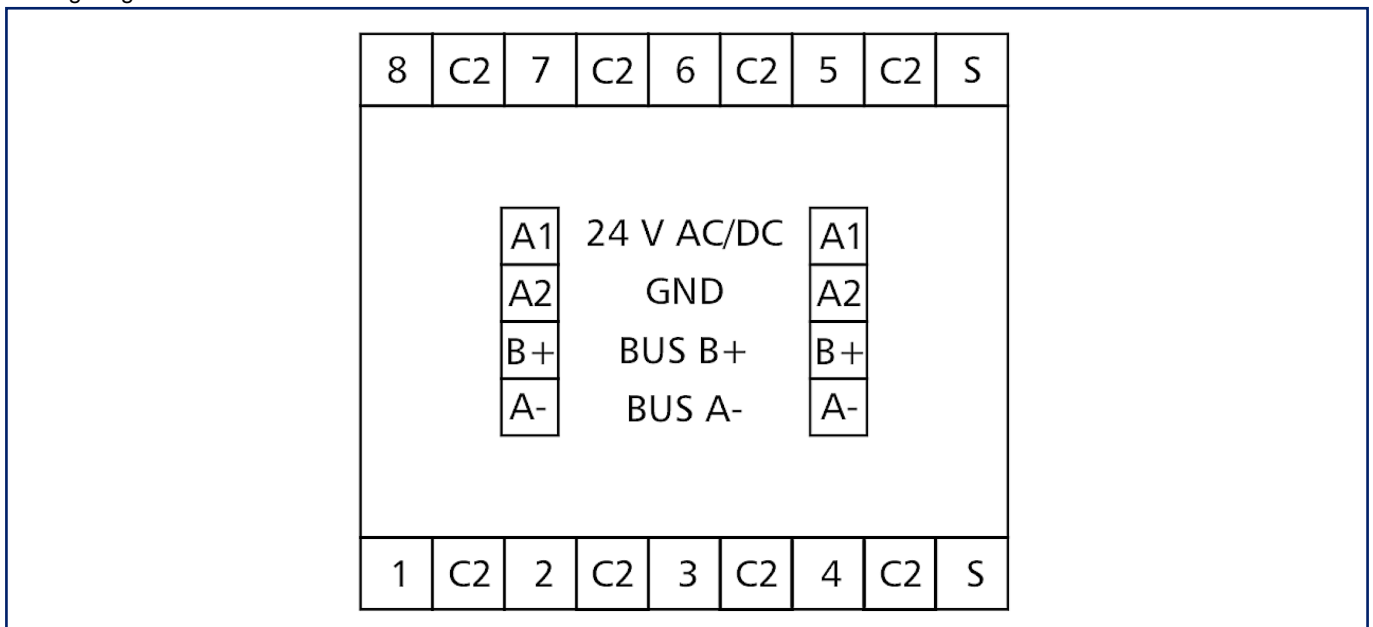 8 C2 7 C2 6 C2 5 C2 S
A1 24 V AC/DC A1
A2 GND A2
B+ BUS B+ B+
A- BUS A- A-
1 C2 2 C2 3 C2 4 C2 S